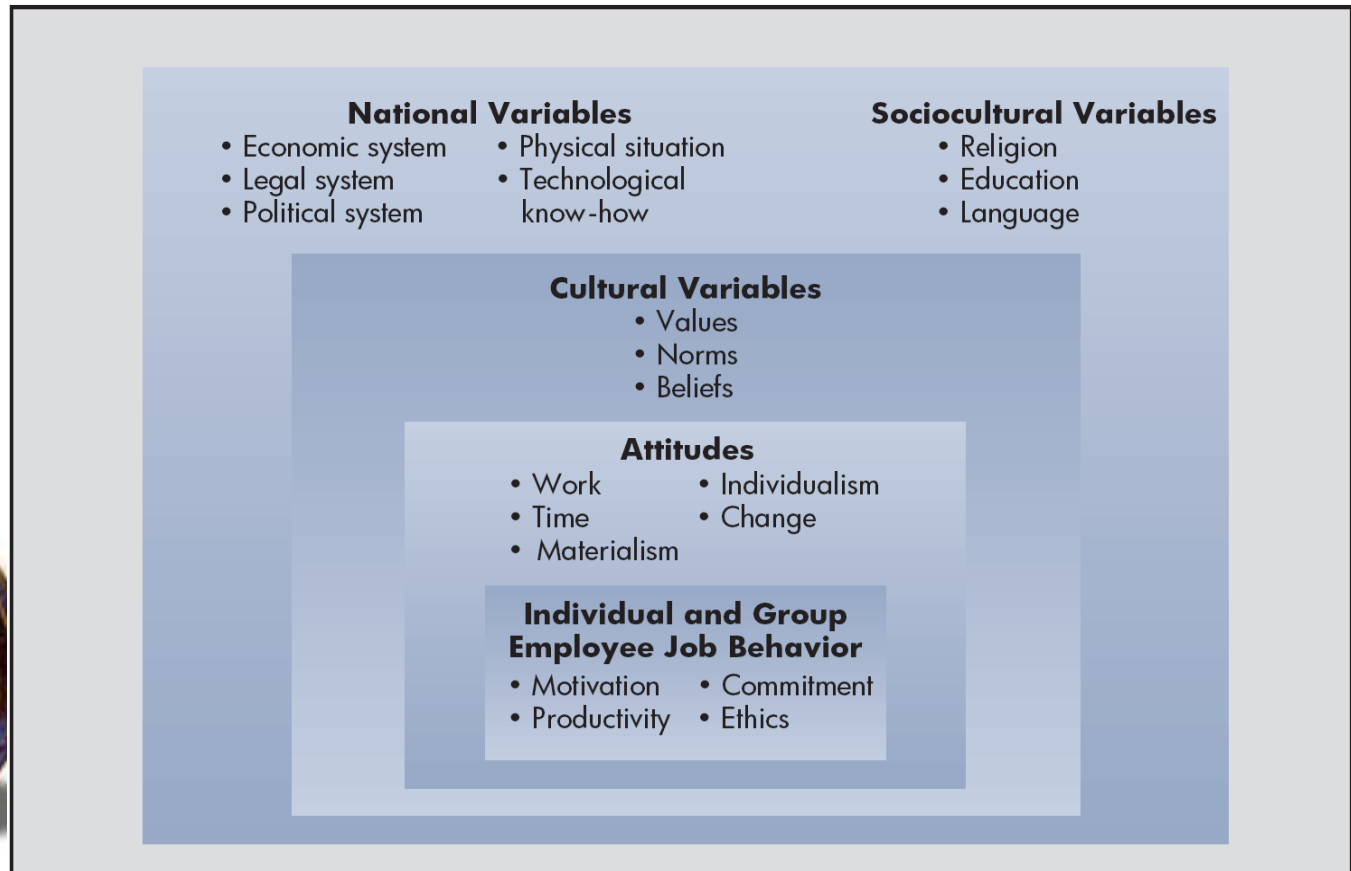 National Variables
• Economic system
• Legal system
• Political system
• Physical situation
• Technological
know-how
Sociocultural Variables
• Religion
• Education
• Language
Cultural Variables
• Values
• Norms
• Beliefs
Attitudes
• Work
• Time
• Materialism
• Individualism
• Change
Individual and Group
Employee Job Behavior
• Motivation
• Productivity
• Commitment
• Ethics